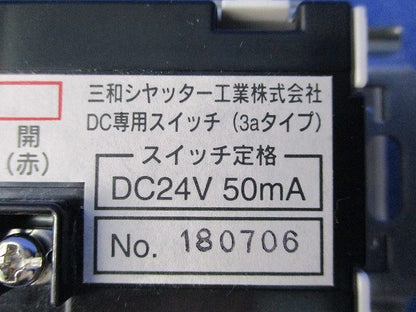 三和シヤッター工業株式会社
DC専用スイッチ(3aタイプ)
開
(赤)
スイッチ定格
DC24V 50mA
No. 180706